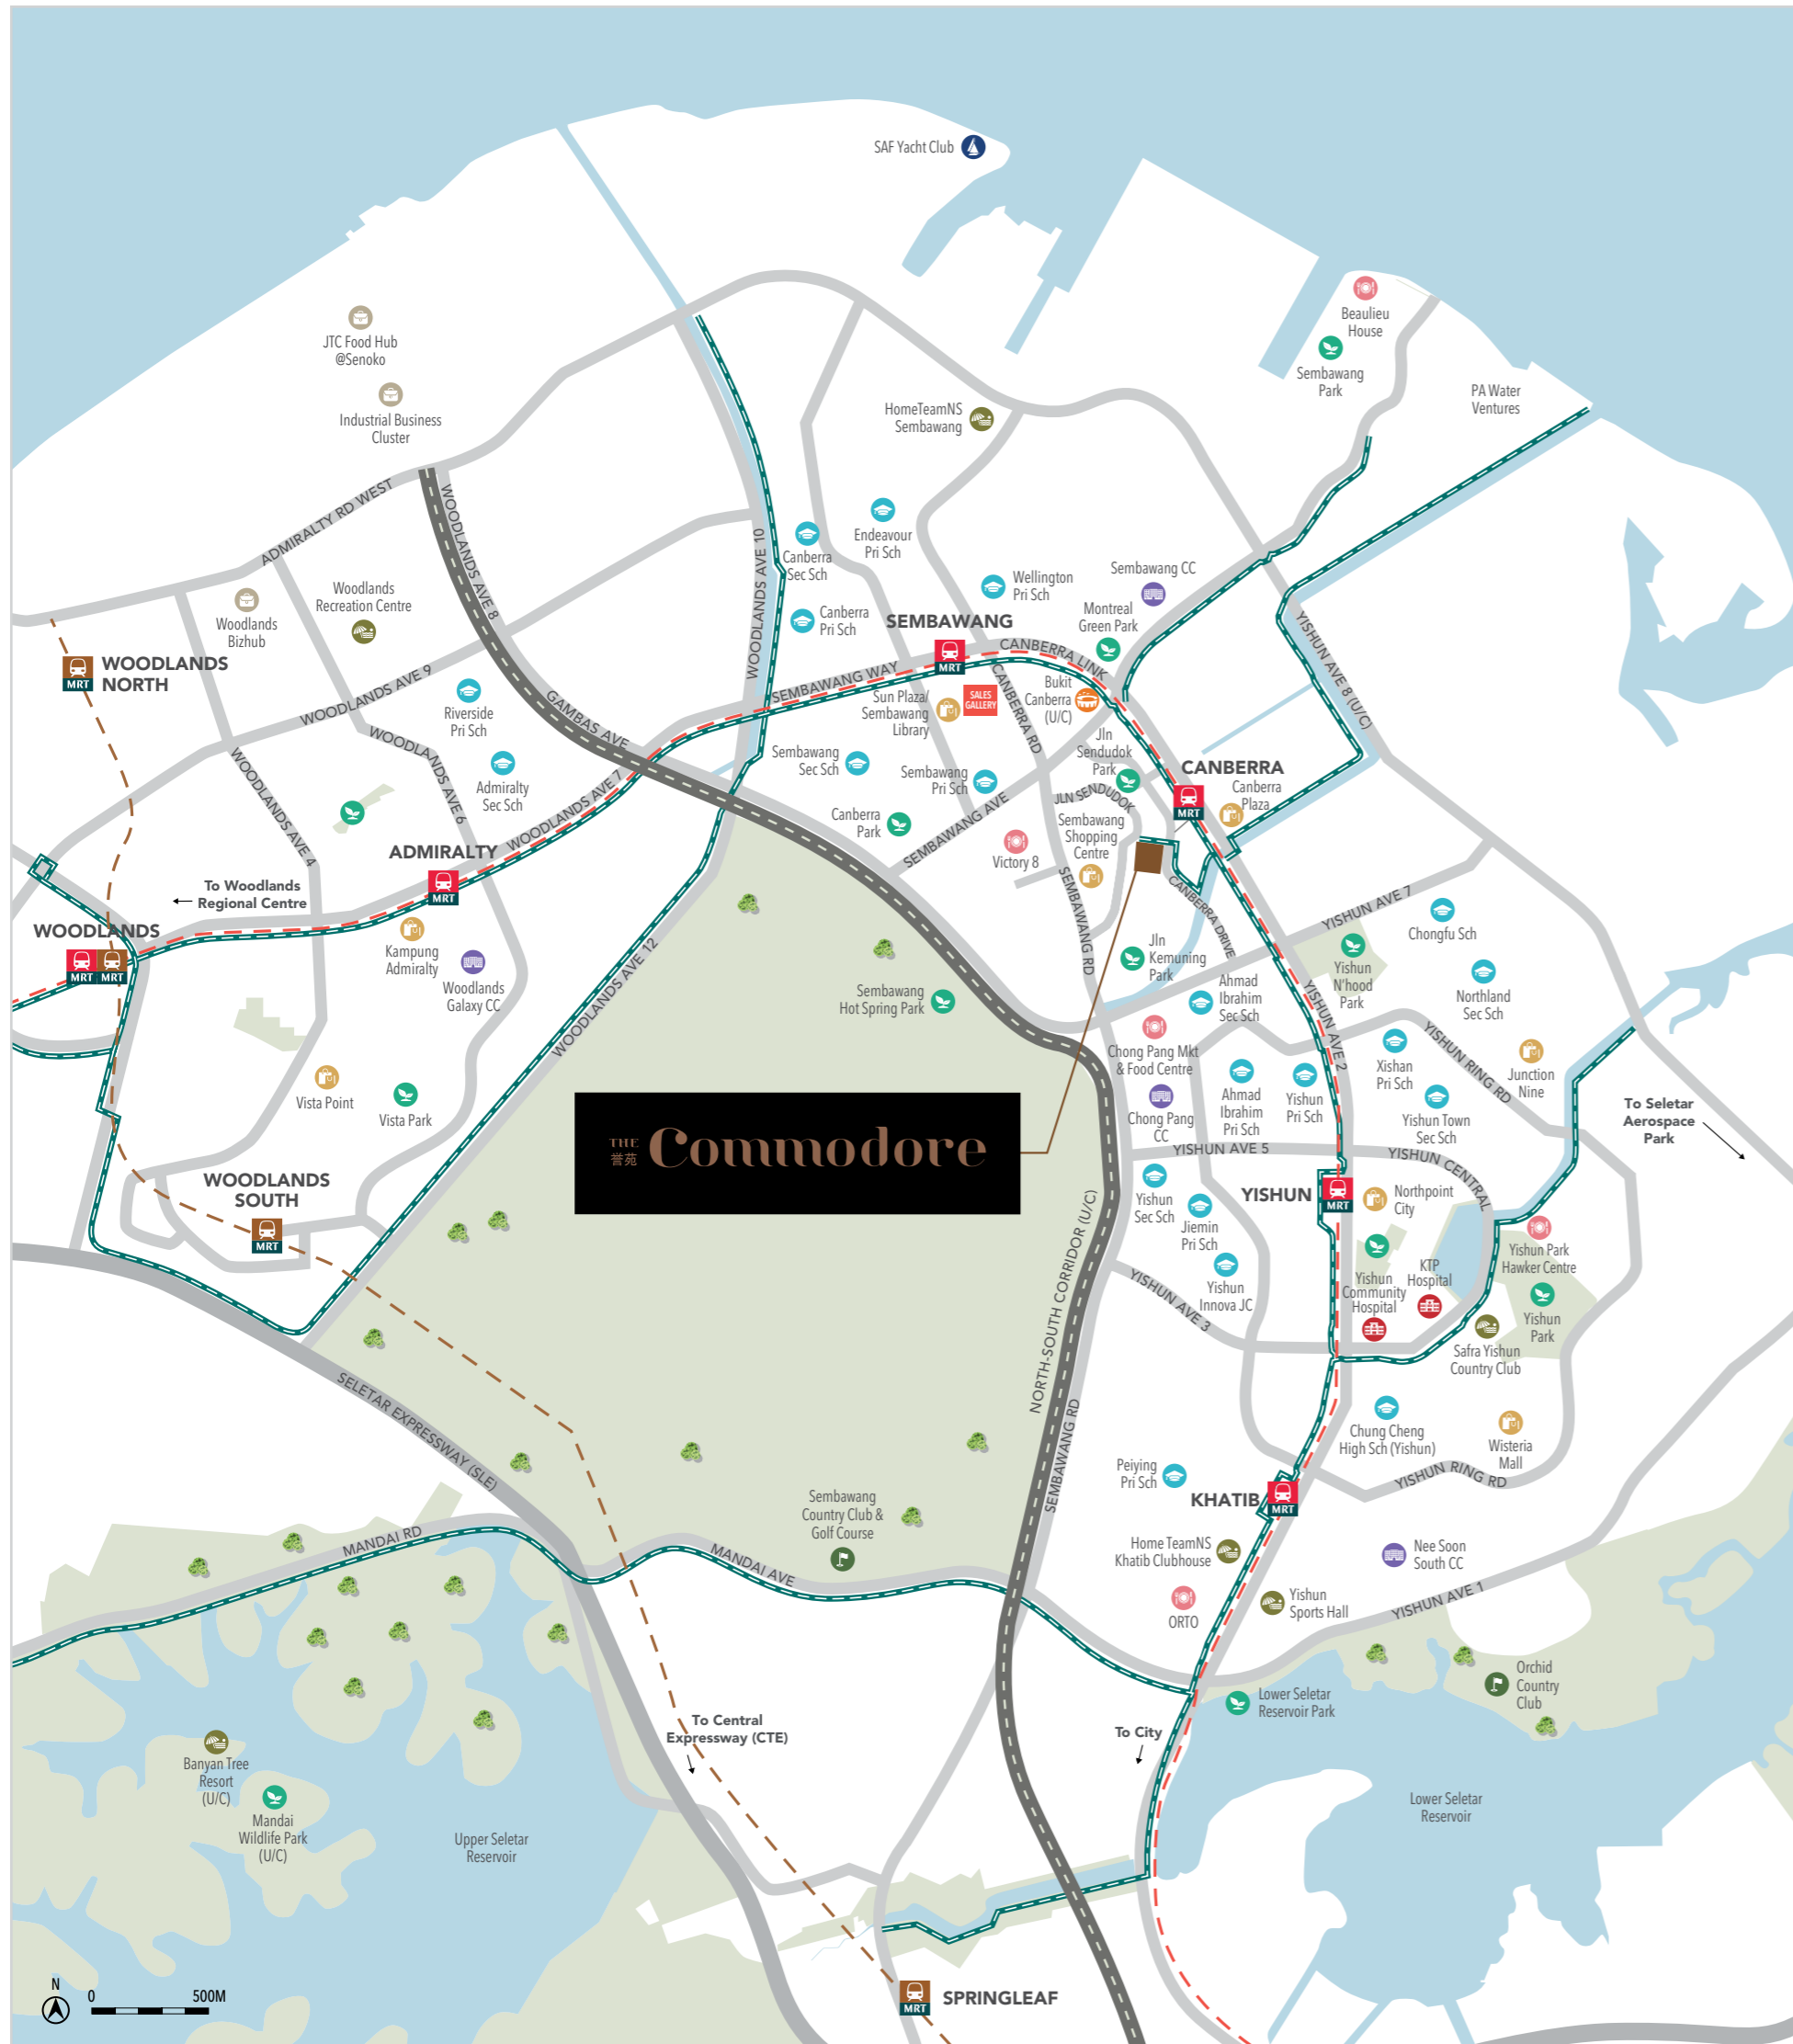 SAF Yacht Club
Beaulieu
House
JTC Food Hub
@Senoko
Sembawang
Park
PA Water
Ventures
Industrial Business
Cluster
HomeTeamNS
Sembawang
ADMIRALTY RD WEST
WOODLANDS AVE 8
WOODLANDS AVE 10
Endeavour
Pri Sch
Canberra
Sec Sch
Woodlands
Recreation Centre
Woodlands
Bizhub
Canberra
Pri Sch
Wellington
Pri Sch
Sembawang CC
Montreal
Green Park
SEMBAWANG
MRT
CANBERRA LINK
YISHUN AVE 8 (U/C)
WOODLANDS
NORTH
MRT
WOODLANDS AVE 9
Riverside
Pri Sch
GAMBAS AVE
SEMBAWANG WAY
Sun Plaza/
Sembawang
Library
SALES
GALLERY
CANBERRA RD
Bukit
Canberra
(U/C)
Jln
Sendudok
Park
WOODLANDS AVE 4
WOODLANDS AVE 6
Admiralty
Sec Sch
WOODLANDS AVE 7
Sembawang
Sec Sch
Sembawang
Pri Sch
CANBERRA
MRT
Canberra
Plaza
JLN SENDUDOK
Canberra
Park
SEMBAWANG AVE
Sembawang
Shopping
Centre
Victory 8
ADMIRALTY
MRT
To Woodlands
Regional Centre
WOODLANDS
MRT
MRT
Kampung
Admiralty
Woodlands
Galaxy CC
WOODLANDS AVE 12
SEMBAWANG RD
CANBERRA DRIVE
YISHUN AVE 7
Chongfu Sch
Jln
Kemuning
Park
Yishun
N'hood
Park
Northland
Sec Sch
Sembawang
Hot Spring Park
Ahmad
Ibrahim
Sec Sch
YISHUN AVE 2
YISHUN RING RD
Chong Pang Mkt
& Food Centre
Xishan
Pri Sch
Junction
Nine
Vista Point
Vista Park
Chong Pang
CC
Ahmad
Ibrahim
Pri Sch
Yishun
Pri Sch
Yishun Town
Sec Sch
To Seletar
Aerospace
Park
THE
誉苑
Commodore
YISHUN AVE 5
YISHUN CENTRAL
WOODLANDS
SOUTH
MRT
Yishun
Sec Sch
YISHUN
MRT
Northpoint
City
Jiemin
Pri Sch
Yishun Park
Hawker Centre
Yishun
Innova JC
YISHUN AVE 3
Yishun
Community
Hospital
KTP
Hospital
Yishun
Park
Safra Yishun
Country Club
NORTH-SOUTH CORRIDOR (U/C)
SEMBAWANG RD
SELETAR EXPRESSWAY (SLE)
Chung Cheng
High Sch (Yishun)
Wisteria
Mall
Peiying
Pri Sch
YISHUN RING RD
KHATIB
MRT
Sembawang
Country Club &
Golf Course
MANDAI RD
MANDAI AVE
Home TeamNS
Khatib Clubhouse
Nee Soon
South CC
ORTO
Yishun
Sports Hall
YISHUN AVE 1
Orchid
Country
Club
Lower Seletar
Reservoir Park
To Central
Expressway (CTE)
To City
Banyan Tree
Resort
(U/C)
Mandai
Wildlife Park
(U/C)
Upper Seletar
Reservoir
Lower Seletar
Reservoir
N
0 500M
MRT
SPRINGLEAF